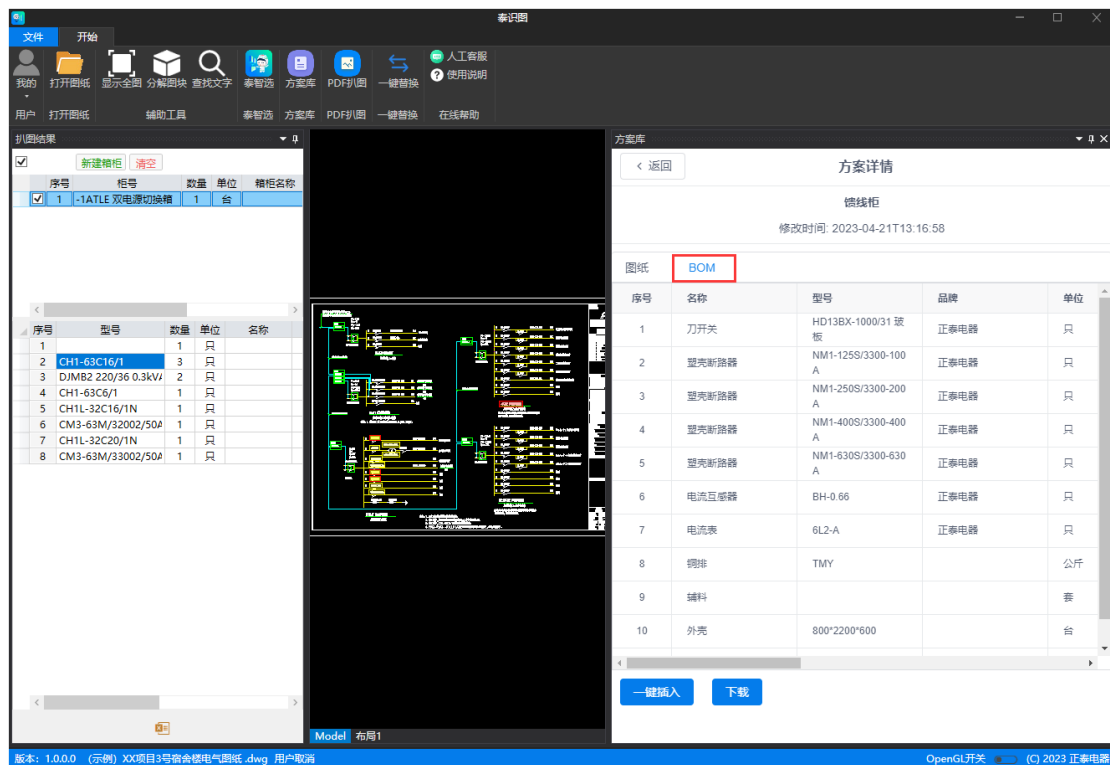 泰识图
文件 开始
我的 打开图纸 显示全图 分解图块 查找文字 泰智选 方案库 PDF扒图 一键替换 人工客服
使用说明
用户 打开图纸 辅助工具 泰智选 方案库 PDF扒图 一键替换 在线帮助
扒图结果
新建箱柜 清空
序号 柜号 数量 单位 箱柜名称
1 -1ATLE 双电源切换箱 1 台
序号 型号 数量 单位 名称
1 1 只
2 CH1-63C16/1 3 只
3 DJMB2 220/36 0.3kVA 2 只
4 CH1-63C6/1 1 只
5 CH1L-32C16/1N 1 只
6 CM3-63M/32002/50A 1 只
7 CH1L-32C20/1N 1 只
8 CM3-63M/33002/50A 1 只
Model 布局1
方案库
< 返回 方案详情
馈线柜
修改时间: 2023-04-21T13:16:58
图纸 BOM
序号 名称 型号 品牌 单位
1 刀开关 HD13BX-1000/31 玻
板 正泰电器 只
2 塑壳断路器 NM1-125S/3300-100
A 正泰电器 只
3 塑壳断路器 NM1-250S/3300-200
A 正泰电器 只
4 塑壳断路器 NM1-400S/3300-400
A 正泰电器 只
5 塑壳断路器 NM1-630S/3300-630
A 正泰电器 只
6 电流互感器 BH-0.66 正泰电器 只
7 电流表 6L2-A 正泰电器 只
8 铜排 TMY 公斤
9 辅料 套
10 外壳 800*2200*600 台
一键插入 下载
版本: 1.0.0.0 (示例) XX项目3号宿舍楼电气图纸.dwg 用户取消 OpenGL开关 (C) 2023 正泰电器